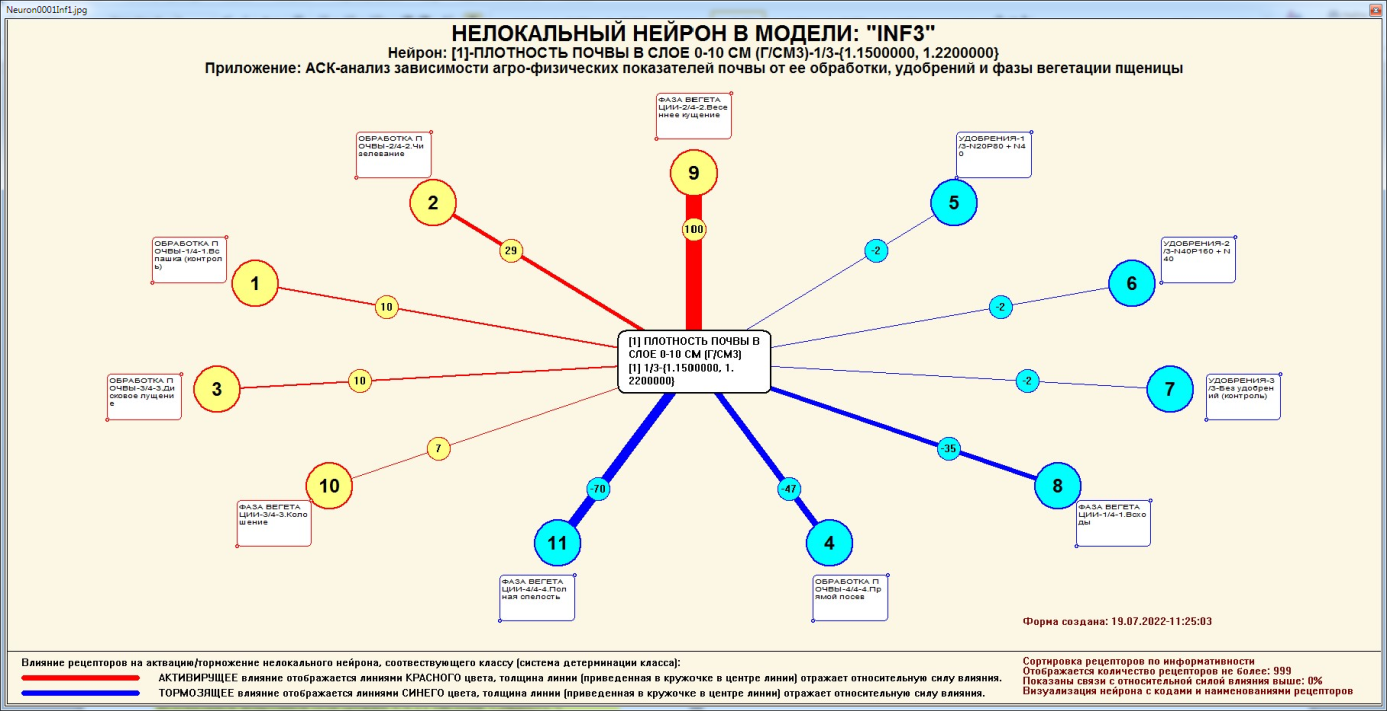 Neuron0001Inf1.jpg
НЕЛОКАЛЬНЫЙ НЕЙРОН В МОДЕЛИ: "INF3"
Нейрон: [1]-ПЛОТНОСТЬ ПОЧВЫ В СЛОЕ 0-10 СМ (Г/СМ3)-1/3-{1.1500000, 1.2200000}
Приложение: АСК-анализ зависимости агро-физических показателей почвы от ее обработки, удобрений и фазы вегетации пщеницы
ФАЗА ВЕГЕТА
ЦИИ-2/4-2.Весе
ннее кущение
9
100
ОБРАБОТКА П
ОЧВЫ-2/4-2.Чи
зелевание
2
29
УДОБРЕНИЯ-1
/3-N20P80 + N4
0
5
-2
ОБРАБОТКА П
ОЧВЫ-1/4-1.Вс
пашка (контрол
ь)
1
10
УДОБРЕНИЯ-2
/3-N40P160 + N
40
6
-2
[1] ПЛОТНОСТЬ ПОЧВЫ В
СЛОЕ 0-10 СМ (Г/СМ3)
[1] 1/3-{1.1500000, 1.
2200000}
ОБРАБОТКА П
ОЧВЫ-3/4-3.Ди
сковое лущени
е
3
10
УДОБРЕНИЯ-3
/3-Без удобрен
ий (контроль)
7
-2
10
7
ФАЗА ВЕГЕТА
ЦИИ-3/4-3.Коло
шение
8
-35
ФАЗА ВЕГЕТА
ЦИИ-1/4-1.Всхо
ды
11
-70
ФАЗА ВЕГЕТА
ЦИИ-4/4-4.Пол
ная спелость
4
-47
ОБРАБОТКА П
ОЧВЫ-4/4-4.Пр
ямой посев
Форма создана: 19.07.2022-11:25:03
Влияние рецепторов на актвацию/торможение нелокального нейрона, соотвествующего классу (система детерминации класса):
АКТИВИРУЩЕЕ влияние отображается линиями КРАСНОГО цвета, толщина линии (приведенная в кружочке в центре линии) отражает относительную силу влияния.
ТОРМОЗЯЩЕЕ влияние отображается линиями СИНЕГО цвета, толщина линии (приведенная в кружочке в центре линии) отражает относительную силу влияния.
Сортировка рецепторов по информативности
Отображается количество рецепторов не более: 999
Показаны связи с относительной силой влияния выше: 0%
Визуализация нейрона с кодами и наименованиями рецепторов